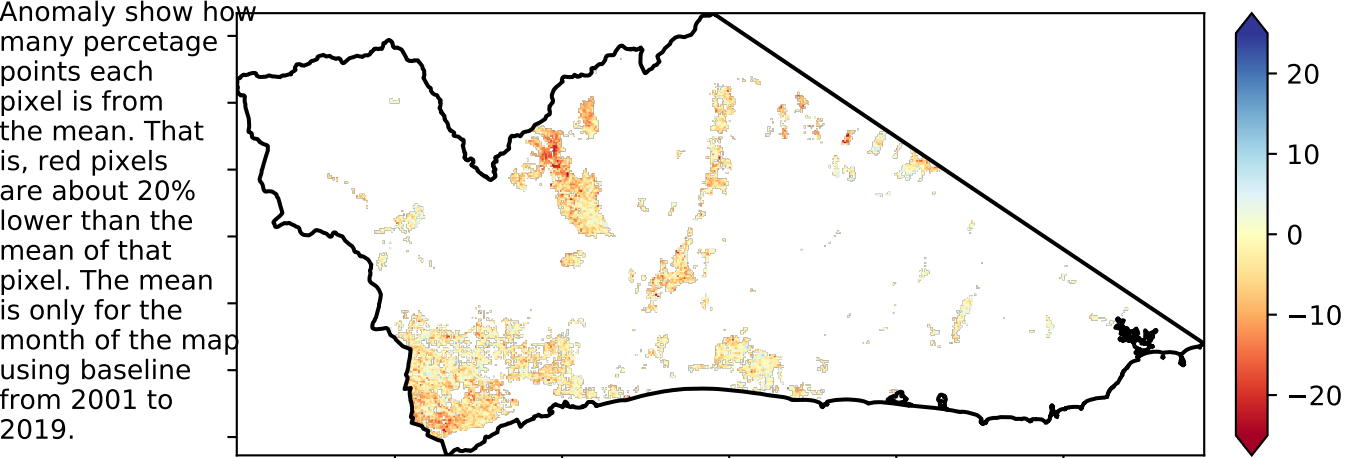 Anomaly show how
many percetage
points each
pixel is from
the mean. That
is, red pixels
are about 20%
lower than the
mean of that
pixel. The mean
is only for the
month of the map
using baseline
from 2001 to
2019.
20
10
0
−10
−20